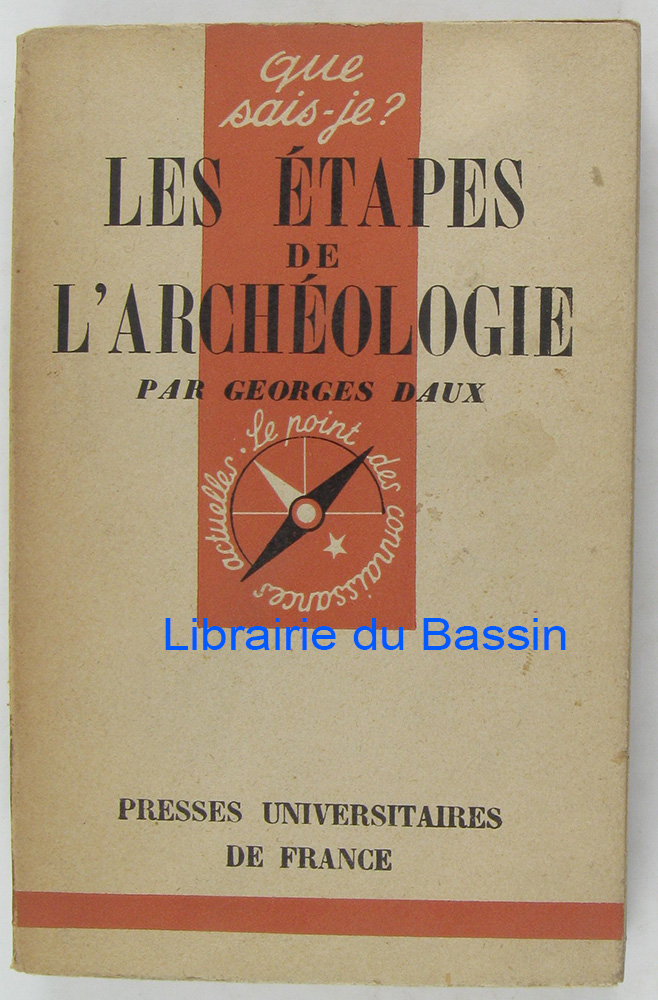 que
sais-je?
LES ÉTAPES
DE
L'ARCHÉOLOGIE
PAR GEORGES DAUX
Le point des connaissances actuelles.
Librairie du Bassin
PRESSES UNIVERSITAIRES
DE FRANCE